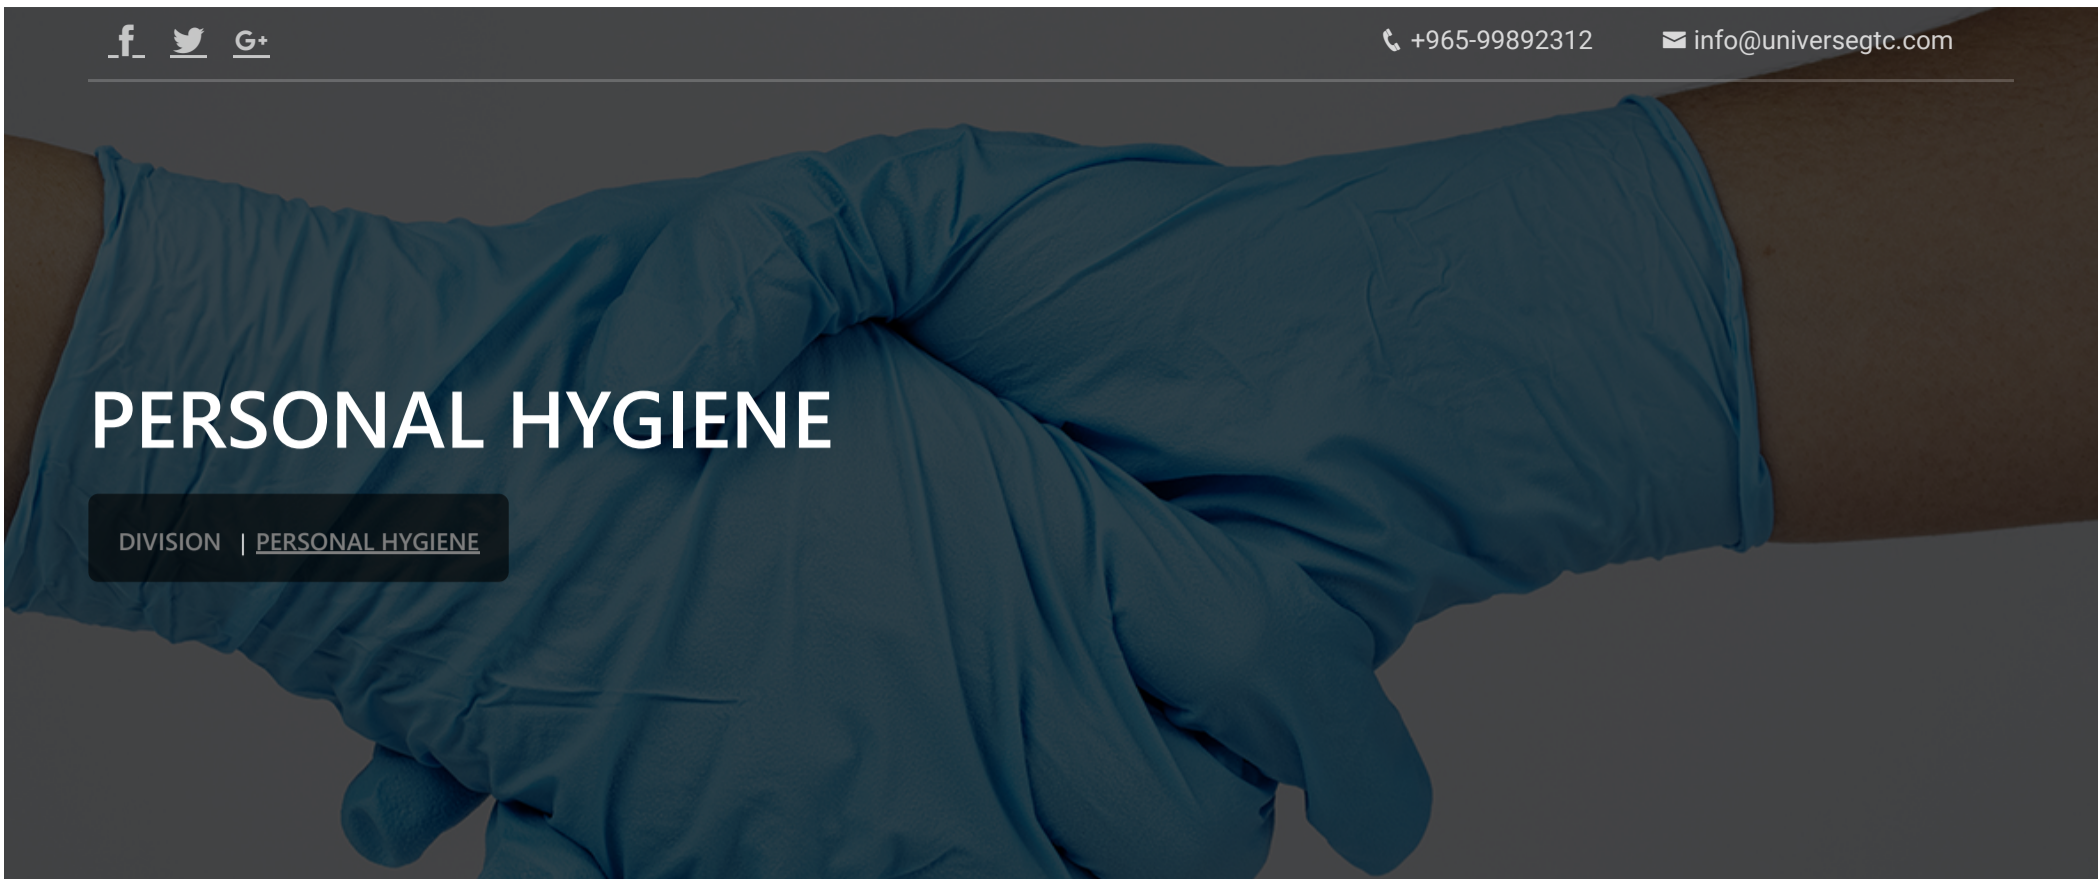 f G+ +965-99892312 info@universegtc.com
PERSONAL HYGIENE
DIVISION | PERSONAL HYGIENE